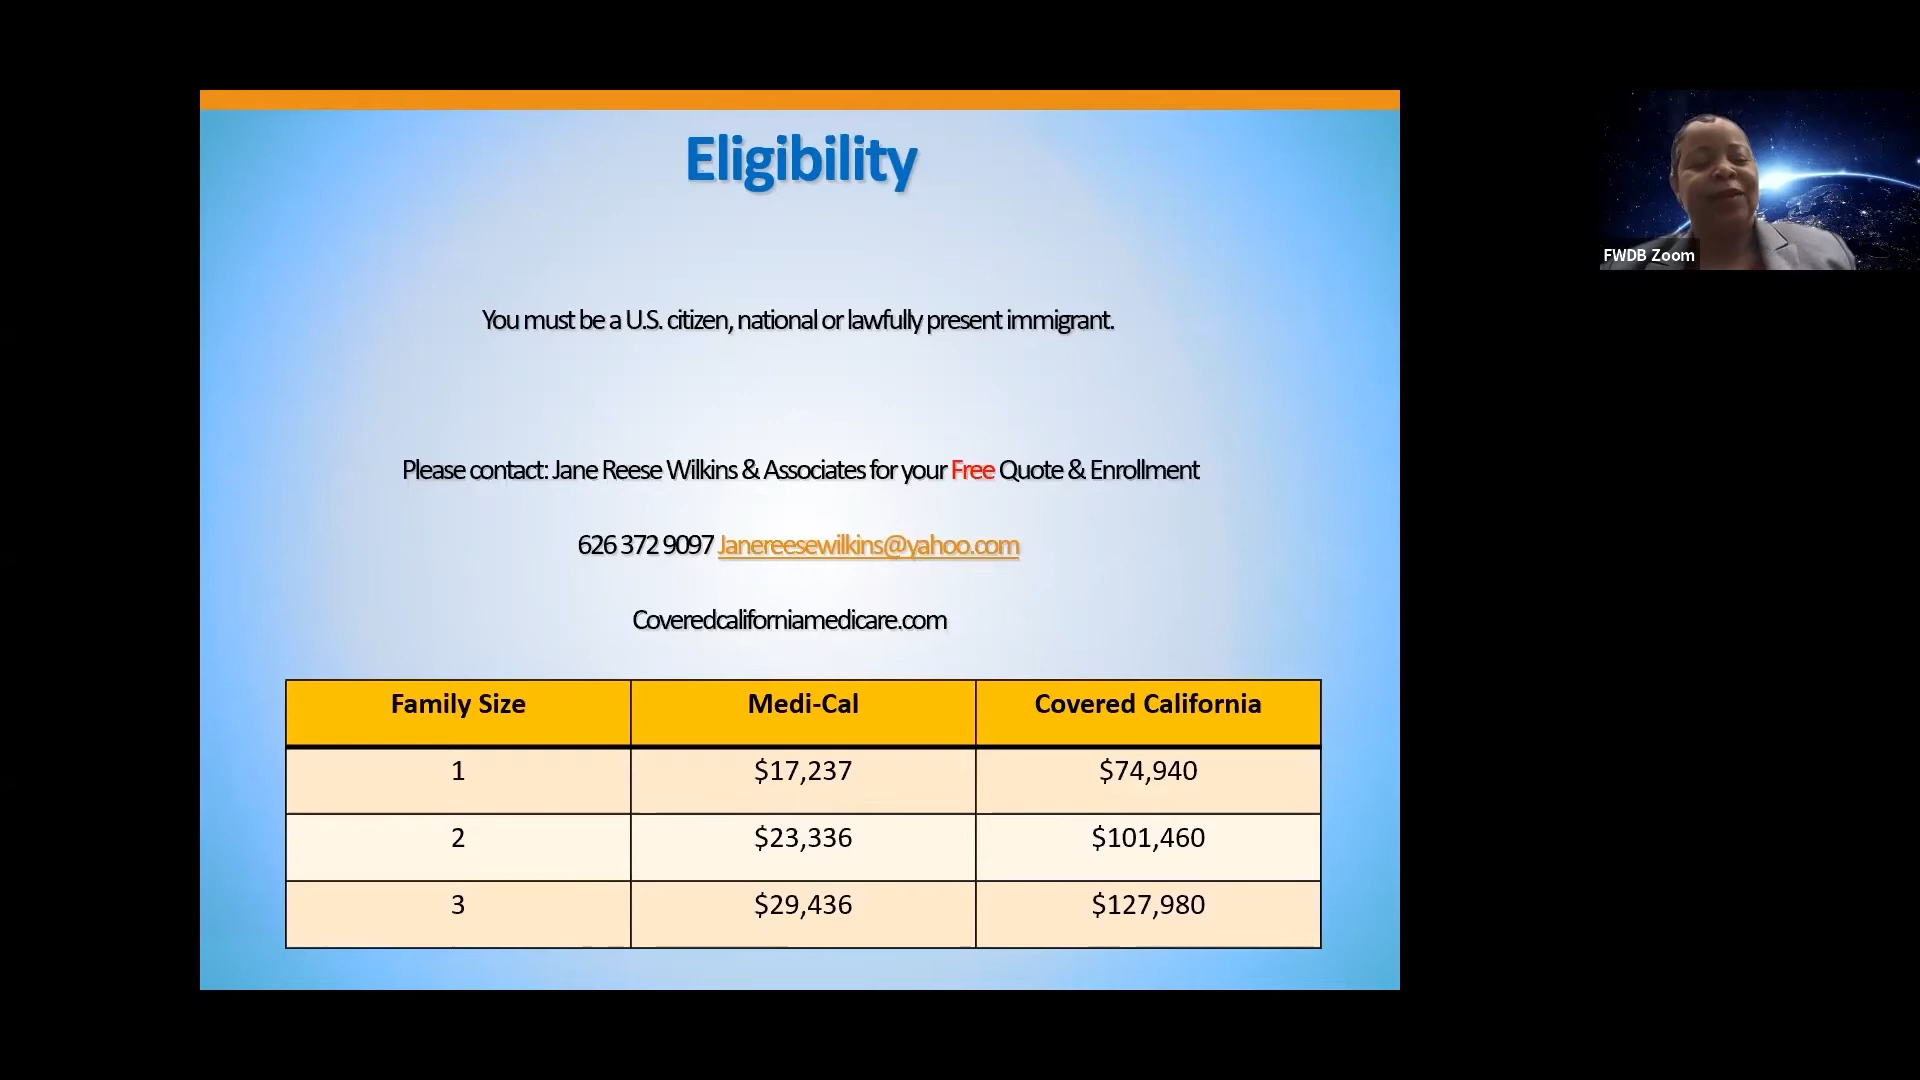 Eligibility
You must be a U.S. citizen, national or lawfully present immigrant.
Please contact: Jane Reese Wilkins & Associates for your Free Quote & Enrollment
626 372 9097 Janereesewilkins@yahoo.com
Coveredcaliforniamedicare.com
Family Size Medi-Cal Covered California
1 $17,237 $74,940
2 $23,336 $101,460
3 $29,436 $127,980
FWDB Zoom